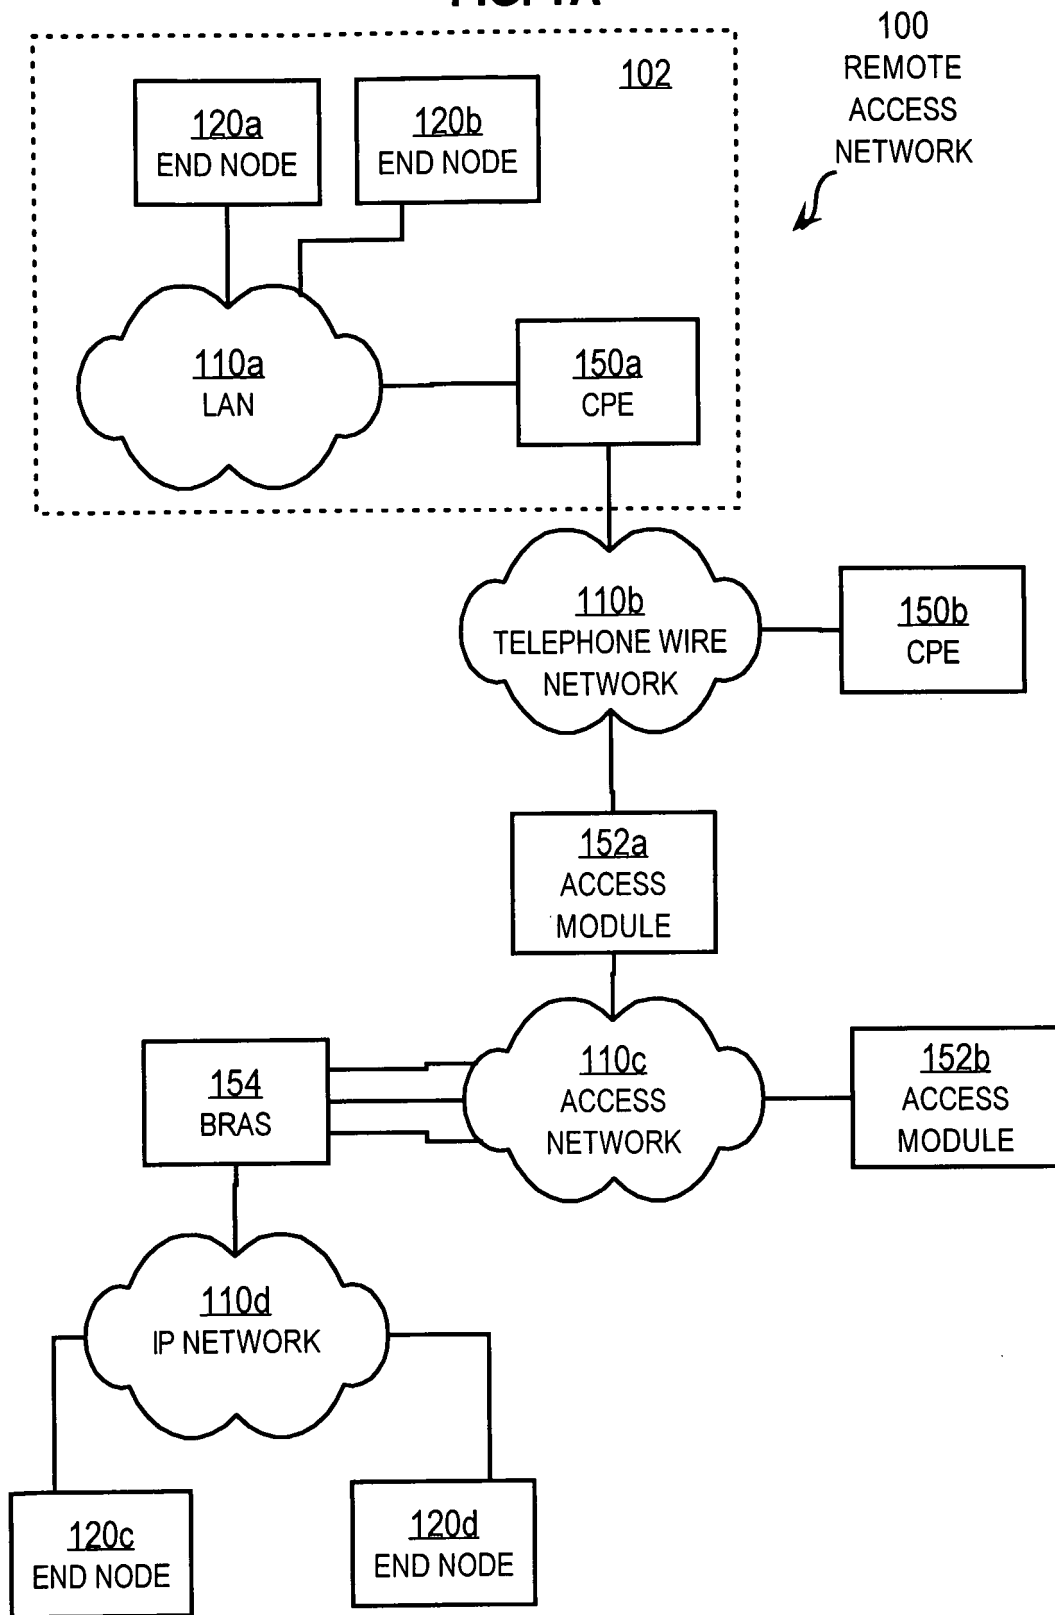 100
REMOTE
ACCESS
NETWORK
102
120a
END NODE
120b
END NODE
110a
LAN
150a
CPE
110b
TELEPHONE WIRE
NETWORK
150b
CPE
152a
ACCESS
MODULE
110c
ACCESS
NETWORK
152b
ACCESS
MODULE
154
BRAS
110d
IP NETWORK
120c
END NODE
120d
END NODE